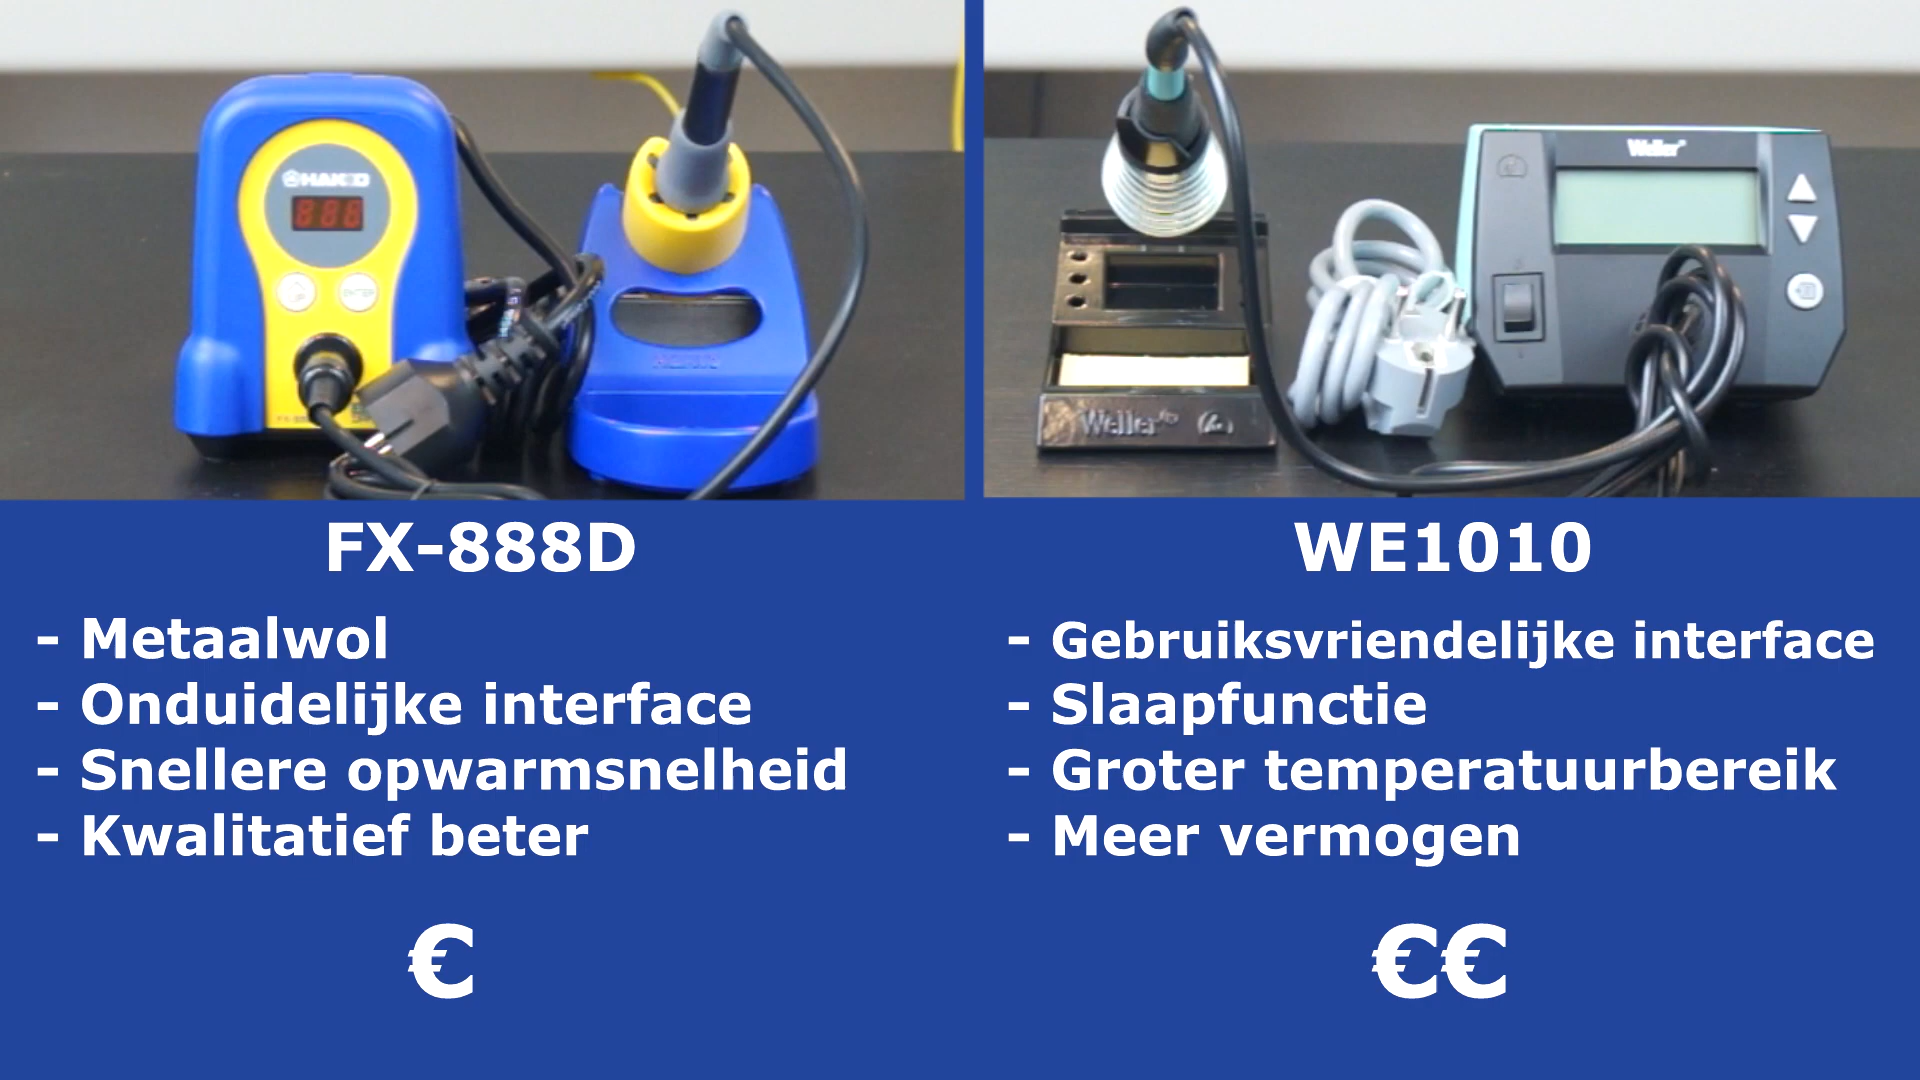 HAKKO
888
HAKKO
Weller
Weller
FX-888D
- Metaalwol
- Onduidelijke interface
- Snellere opwarmsnelheid
- Kwalitatief beter
€
WE1010
- Gebruiksvriendelijke interface
- Slaapfunctie
- Groter temperatuurbereik
- Meer vermogen
€€